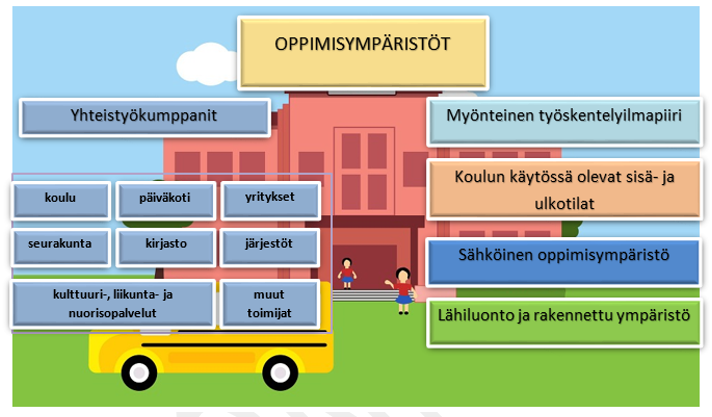 OPPIMISYMPÄRISTÖT
Yhteistyökumppanit
koulu
päiväkoti
yritykset
seurakunta
kirjasto
järjestöt
kulttuuri-, liikunta- ja
nuorisopalvelut
muut
toimijat
Myönteinen työskentelyilmapiiri
Koulun käytössä olevat sisä- ja
ulkotilat
Sähköinen oppimisympäristö
Lähiluonto ja rakennettu ympäristö